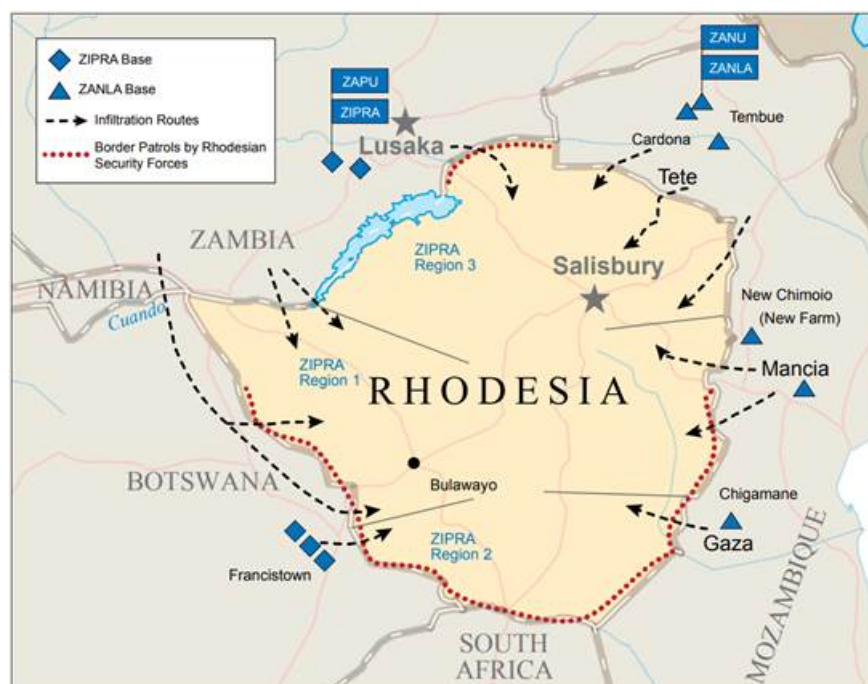 ZIPRA Base
ZANLA Base
Infiltration Routes
Border Patrols by Rhodesian
Security Forces
ZAPU
ZIPRA
ZANU
ZANLA
Lusaka
Cardona
Tembue
Tete
ZAMBIA
ZIPRA
Region 3
Salisbury
NAMIBIA
Cuando
New Chimoio
(New Farm)
ZIPRA
Region 1
RHODESIA
Mancia
BOTSWANA
Bulawayo
Chigamane
Gaza
ZIPRA
Region 2
Francistown
SOUTH
AFRICA
MOZAMBIQUE